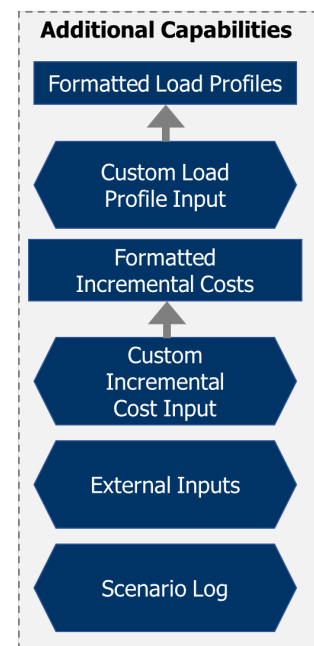 Additional Capabilities
Formatted Load Profiles
Custom Load
Profile Input
Formatted
Incremental Costs
Custom
Incremental
Cost Input
External Inputs
Scenario Log